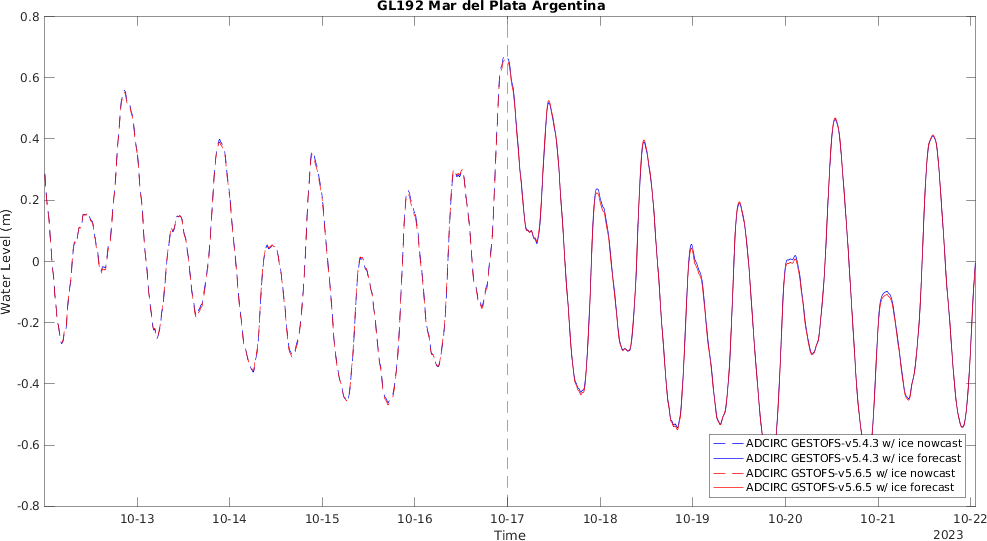 GL192 Mar del Plata Argentina
0.8
0.6
0.4
0.2
0
-0.2
-0.4
-0.6
-0.8
Water Level (m)
10-13 10-14 10-15 10-16 10-17 10-18 10-19 10-20 10-21 10-22
Time
2023
ADCIRC GESTOFS-v5.4.3 w/ ice nowcast
ADCIRC GESTOFS-v5.4.3 w/ ice forecast
ADCIRC GSTOFS-v5.6.5 w/ ice nowcast
ADCIRC GSTOFS-v5.6.5 w/ ice forecast